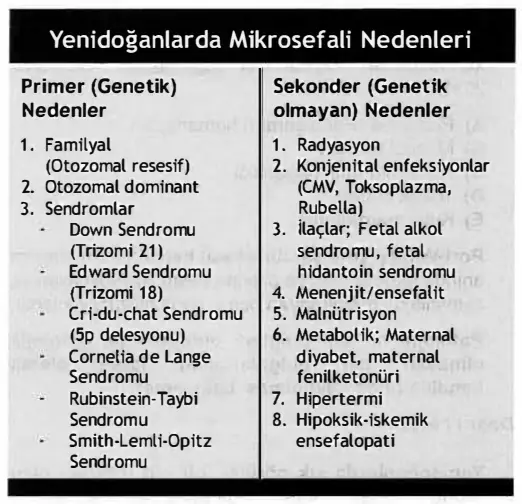 Yenidoğanlarda Mikrosefali Nedenleri
Primer (Genetik)
Nedenler
1. Familyal
(Otozomal resesif)
2. Otozomal dominant
3. Sendromlar
- Down Sendromu
(Trizomi 21)
- Edward Sendromu
(Trizomi 18)
- Cri-du-chat Sendromu
(5p delesyonu)
- Cornelia de Lange
Sendromu
- Rubinstein-Taybi
Sendromu
- Smith-Lemli-Opitz
Sendromu
Sekonder (Genetik
olmayan) Nedenler
1. Radyasyon
2. Konjenital enfeksiyonlar
(CMV, Toksoplazma,
Rubella)
3. İlaçlar; Fetal alkol
sendromu, fetal
hidantoin sendromu
4. Menenjit/ensefalit
5. Malnütrisyon
6. Metabolik; Maternal
diyabet, maternal
fenilketonüri
7. Hipertermi
8. Hipoksik-iskemik
ensefalopati